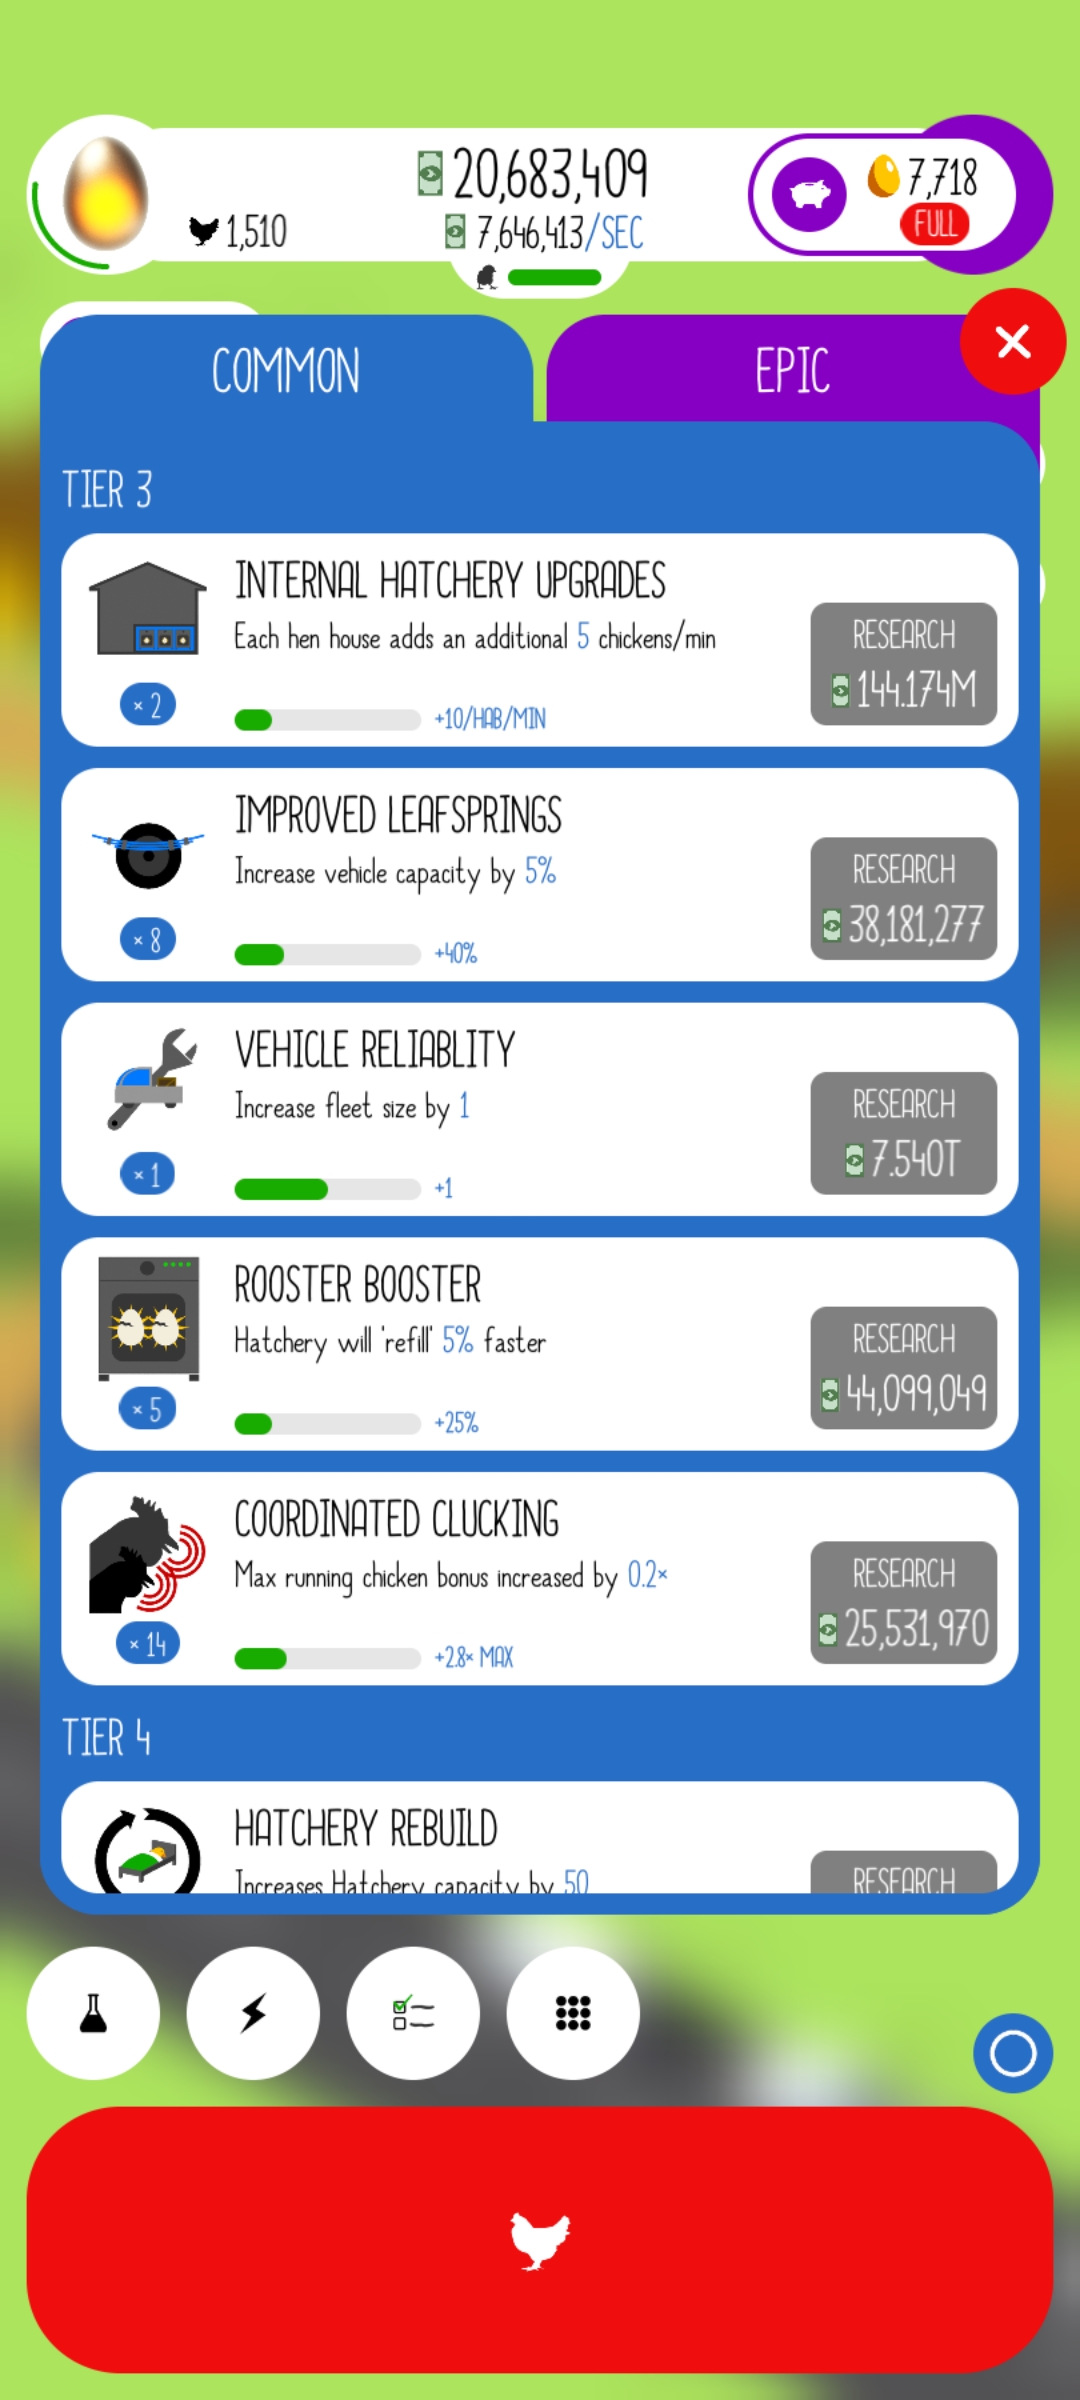 20,683,409
7,718
1,510
7,646,413/SEC
FULL
COMMON
EPIC
TIER 3
INTERNAL HATCHERY UPGRADES
Each hen house adds an additional 5 chickens/min
RESEARCH
144.174M
× 2
+10/HAB/MIN
IMPROVED LEAFSPRINGS
Increase vehicle capacity by 5%
RESEARCH
38,181,277
× 8
+40%
VEHICLE RELIABLITY
Increase fleet size by 1
RESEARCH
7.540T
× 1
+1
ROOSTER BOOSTER
Hatchery will 'refill' 5% faster
RESEARCH
44,099,049
× 5
+25%
COORDINATED CLUCKING
Max running chicken bonus increased by 0.2×
RESEARCH
25,531,970
× 14
+2.8× MAX
TIER 4
HATCHERY REBUILD
Increases Hatchery capacity by 50
RESEARCH